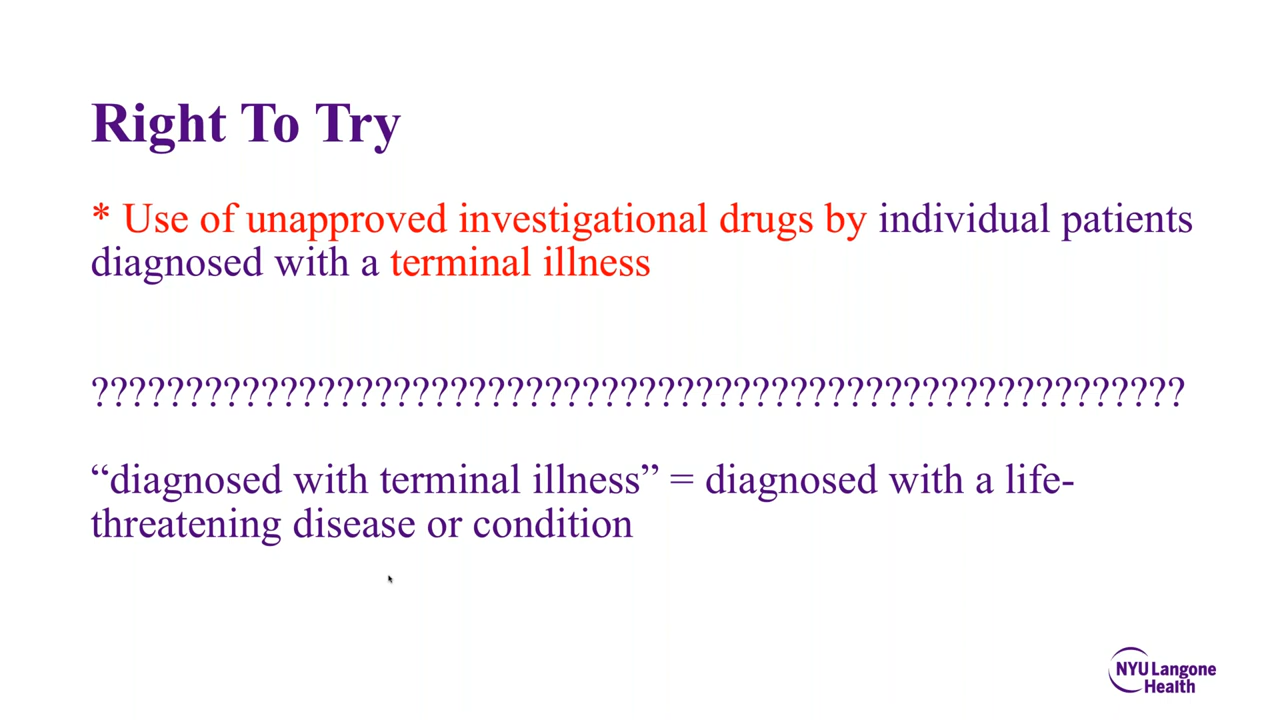 Right To Try
* Use of unapproved investigational drugs by individual patients
diagnosed with a terminal illness
??????????????????????????????????????????????????????????
“diagnosed with terminal illness” = diagnosed with a life-
threatening disease or condition
NYU Langone
Health